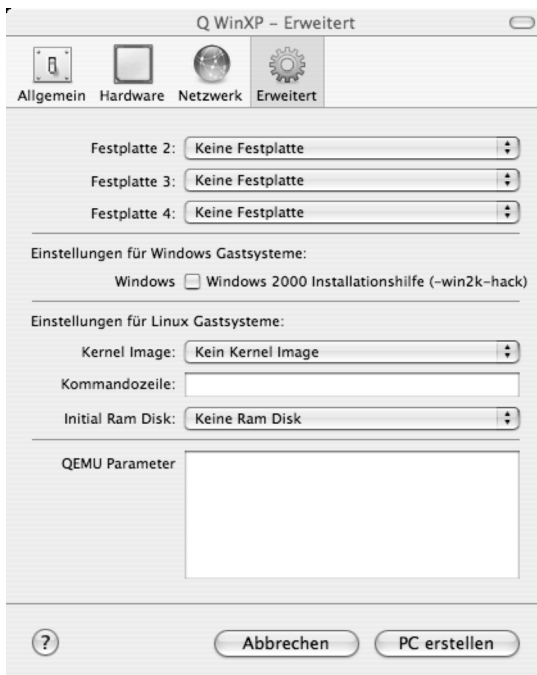 Q WinXP – Erweitert
Allgemein Hardware Netzwerk Erweitert
Festplatte 2: Keine Festplatte
Festplatte 3: Keine Festplatte
Festplatte 4: Keine Festplatte
Einstellungen für Windows Gastsysteme:
Windows Windows 2000 Installationshilfe (-win2k-hack)
Einstellungen für Linux Gastsysteme:
Kernel Image: Kein Kernel Image
Kommandozeile:
Initial Ram Disk: Keine Ram Disk
QEMU Parameter
? Abbrechen PC erstellen